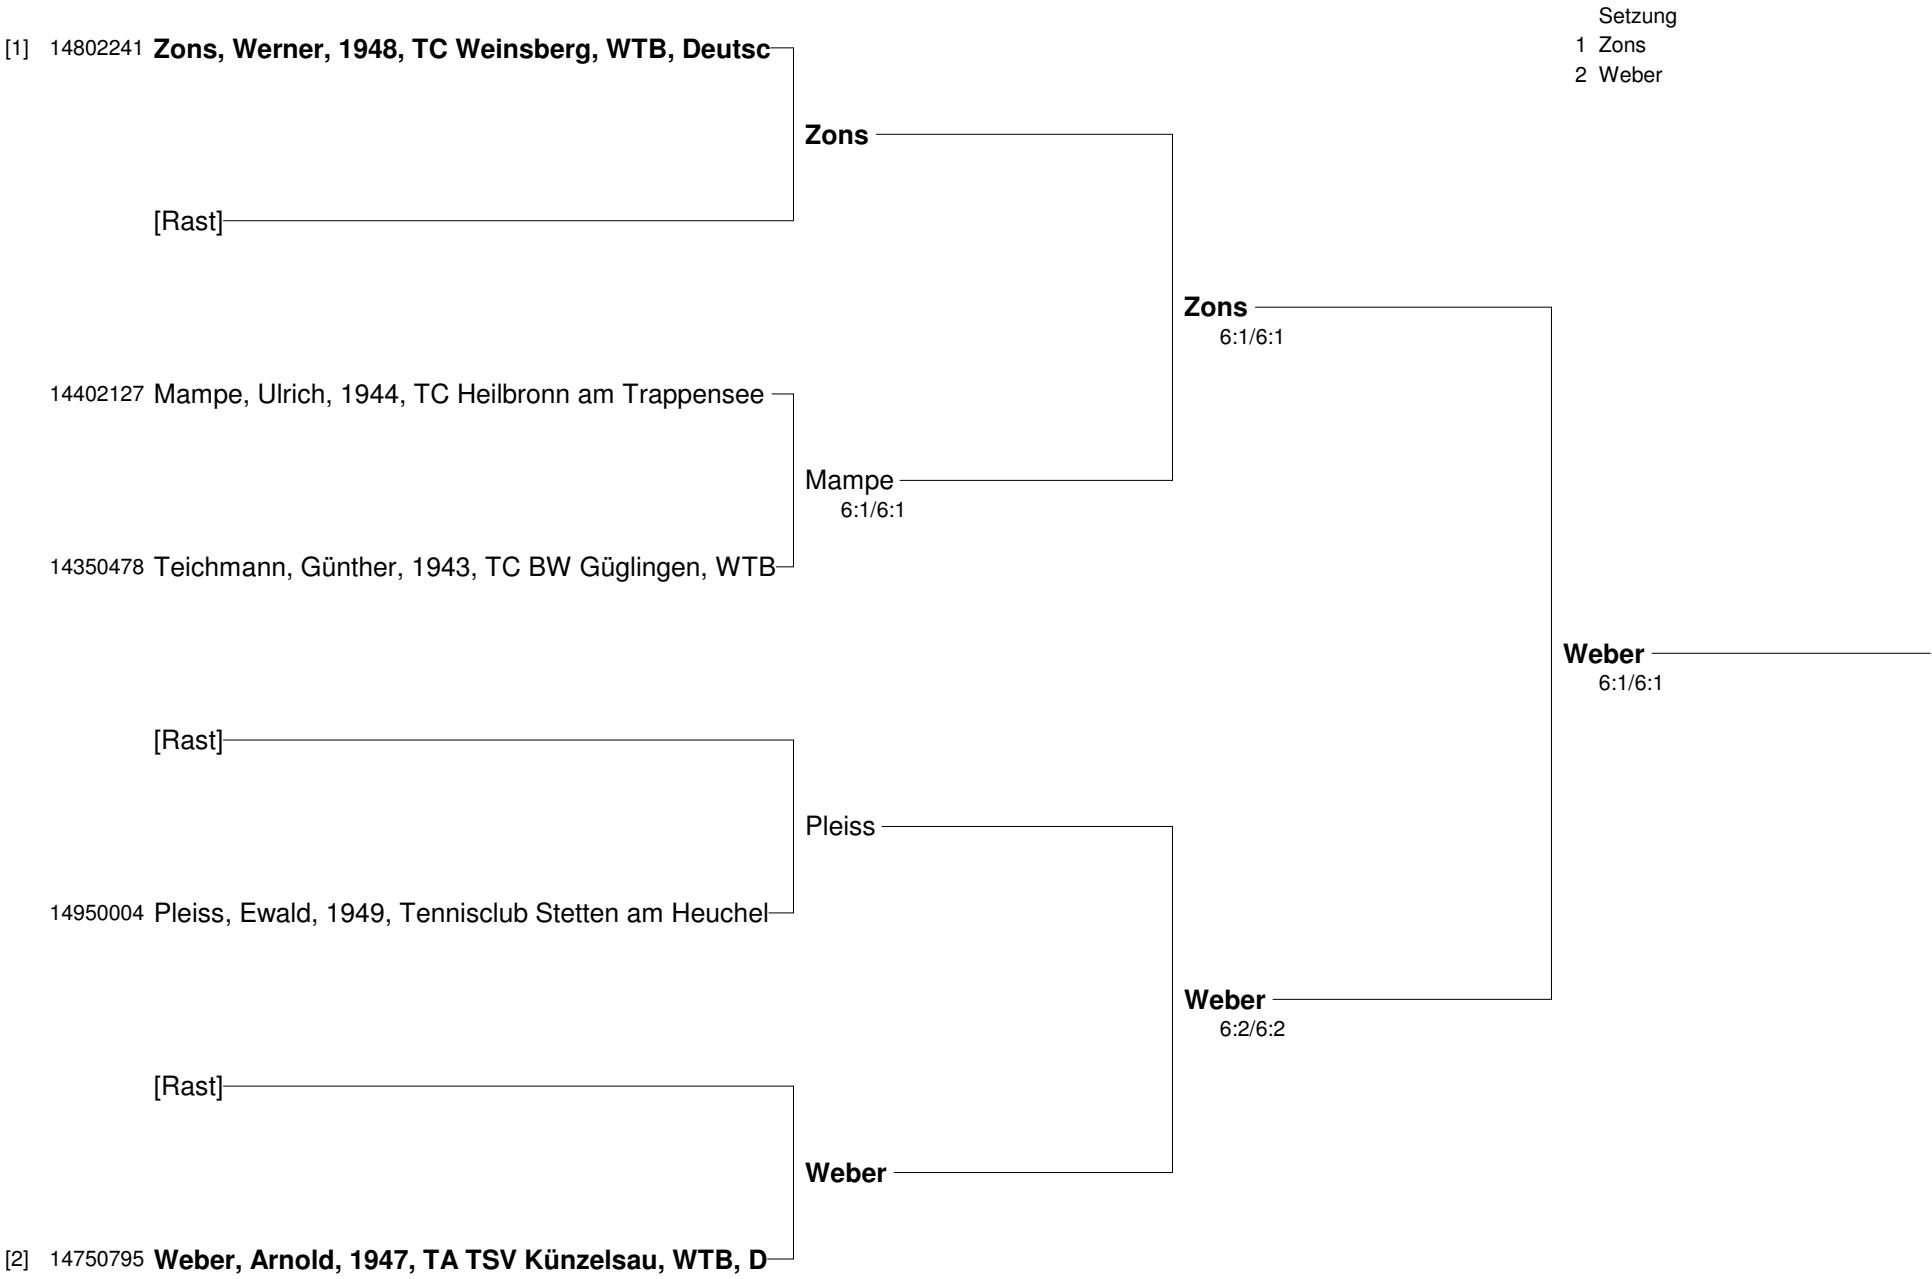 Setzung
1 Zons
2 Weber
[1] 14802241 Zons, Werner, 1948, TC Weinsberg, WTB, Deutsc
Zons
[Rast]
Zons
6:1/6:1
14402127 Mampe, Ulrich, 1944, TC Heilbronn am Trappensee
Mampe
6:1/6:1
14350478 Teichmann, Günther, 1943, TC BW Güglingen, WTB
Weber
6:1/6:1
[Rast]
Pleiss
14950004 Pleiss, Ewald, 1949, Tennisclub Stetten am Heuchel
Weber
6:2/6:2
[Rast]
Weber
[2] 14750795 Weber, Arnold, 1947, TA TSV Künzelsau, WTB, D